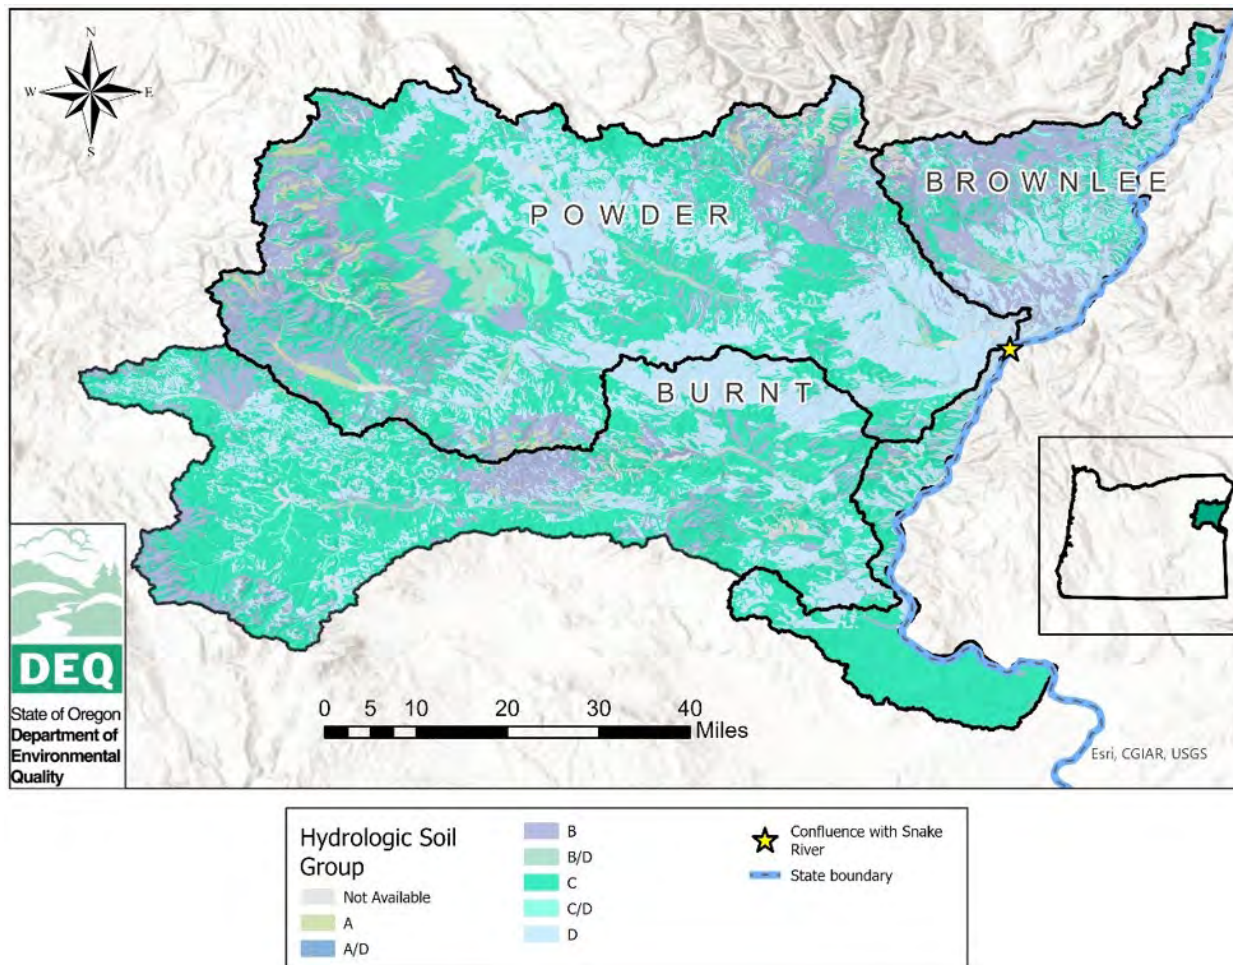 N
W
E
S
POWDER
BROWNLEE
BURNT
DEQ
State of Oregon
Department of
Environmental
Quality
0 5 10 20 30 40
Miles
Esri, CGIAR, USGS
Hydrologic Soil
Group
Not Available
A
A/D
B
B/D
C
C/D
D
Confluence with Snake
River
State boundary